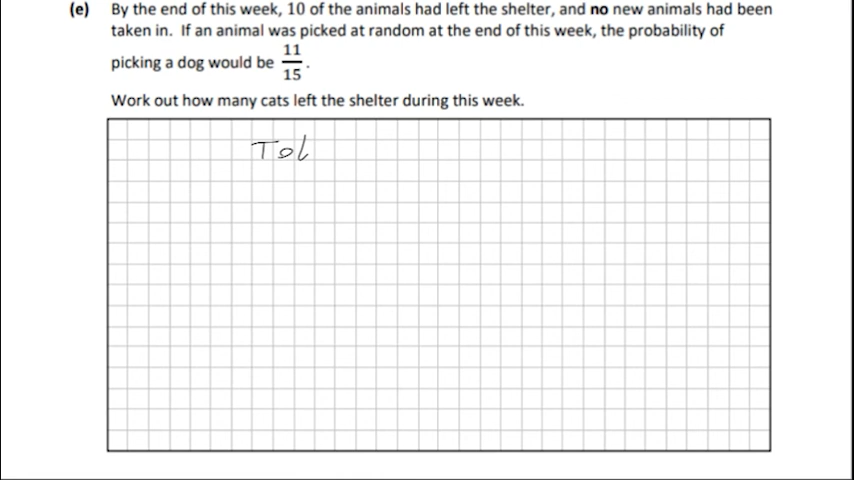 (e) By the end of this week, 10 of the animals had left the shelter, and no new animals had been
taken in. If an animal was picked at random at the end of this week, the probability of
picking a dog would be 11/15.
Work out how many cats left the shelter during this week.
Tol